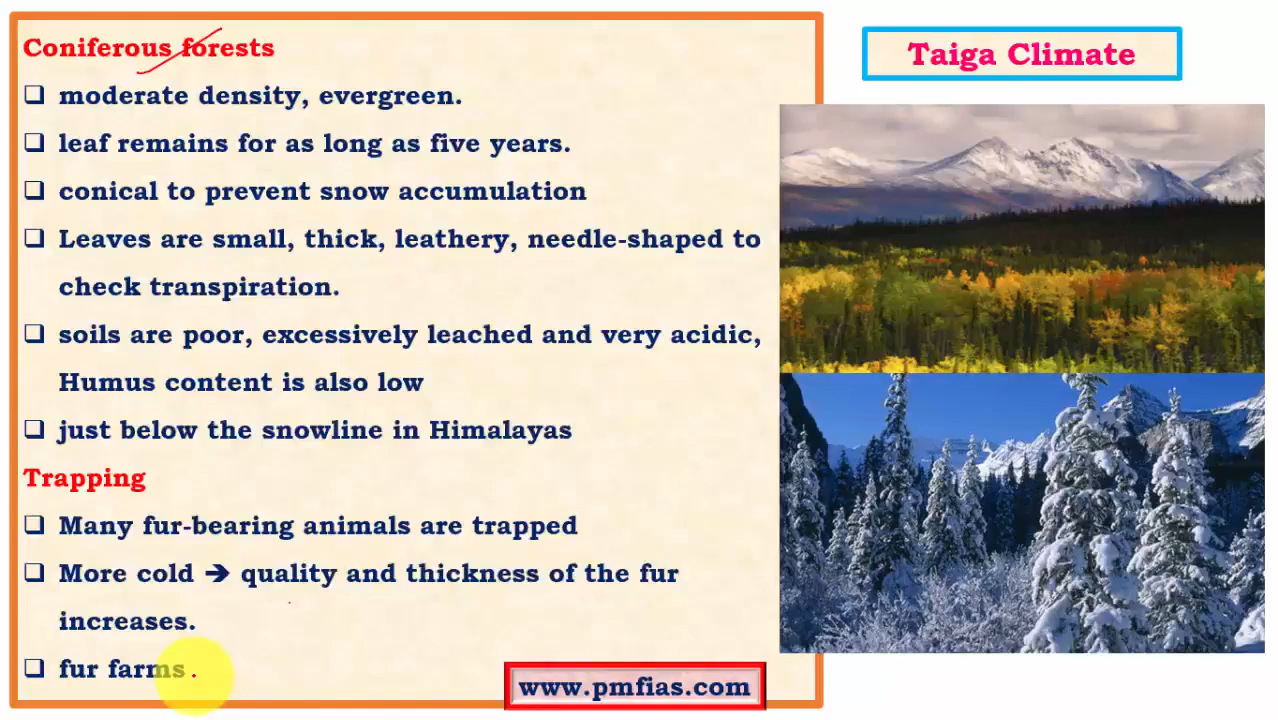 Coniferous forests
❑ moderate density, evergreen.
❑ leaf remains for as long as five years.
❑ conical to prevent snow accumulation
❑ Leaves are small, thick, leathery, needle-shaped to
check transpiration.
❑ soils are poor, excessively leached and very acidic,
Humus content is also low
❑ just below the snowline in Himalayas
Trapping
❑ Many fur-bearing animals are trapped
❑ More cold ➔ quality and thickness of the fur
increases.
❑ fur farms
www.pmfias.com
Taiga Climate